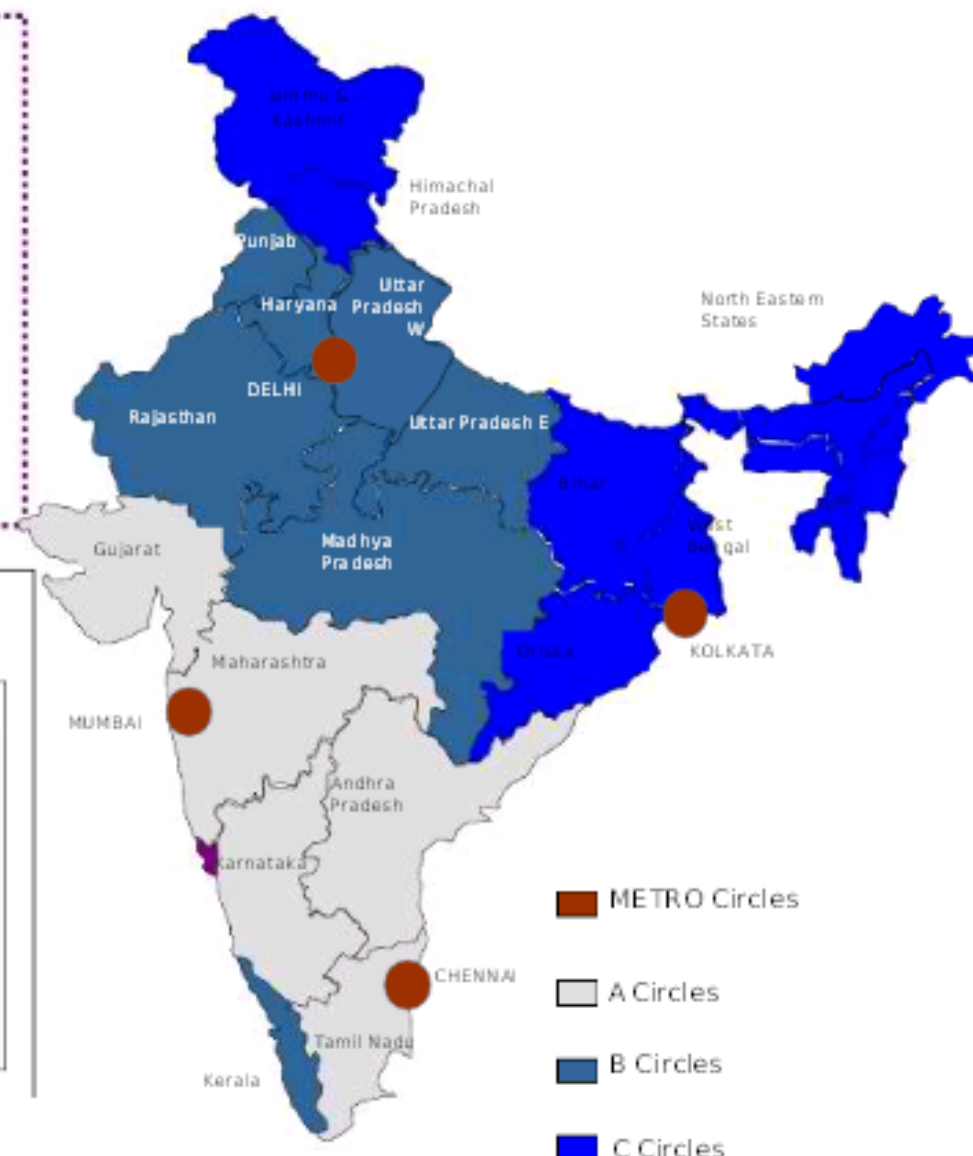 Jammu &
Kashmir
Himachal
Pradesh
Punjab
Haryana
Uttar
Pradesh
W
North Eastern
States
DELHI
Rajasthan
Uttar Pradesh E
Bihar
West
Bengal
Gujarat
Madhya
Pradesh
Orissa
KOLKATA
Maharashtra
MUMBAI
Andhra
Pradesh
Karnataka
METRO Circles
CHENNAI
A Circles
Tamil Nadu
B Circles
Kerala
C Circles